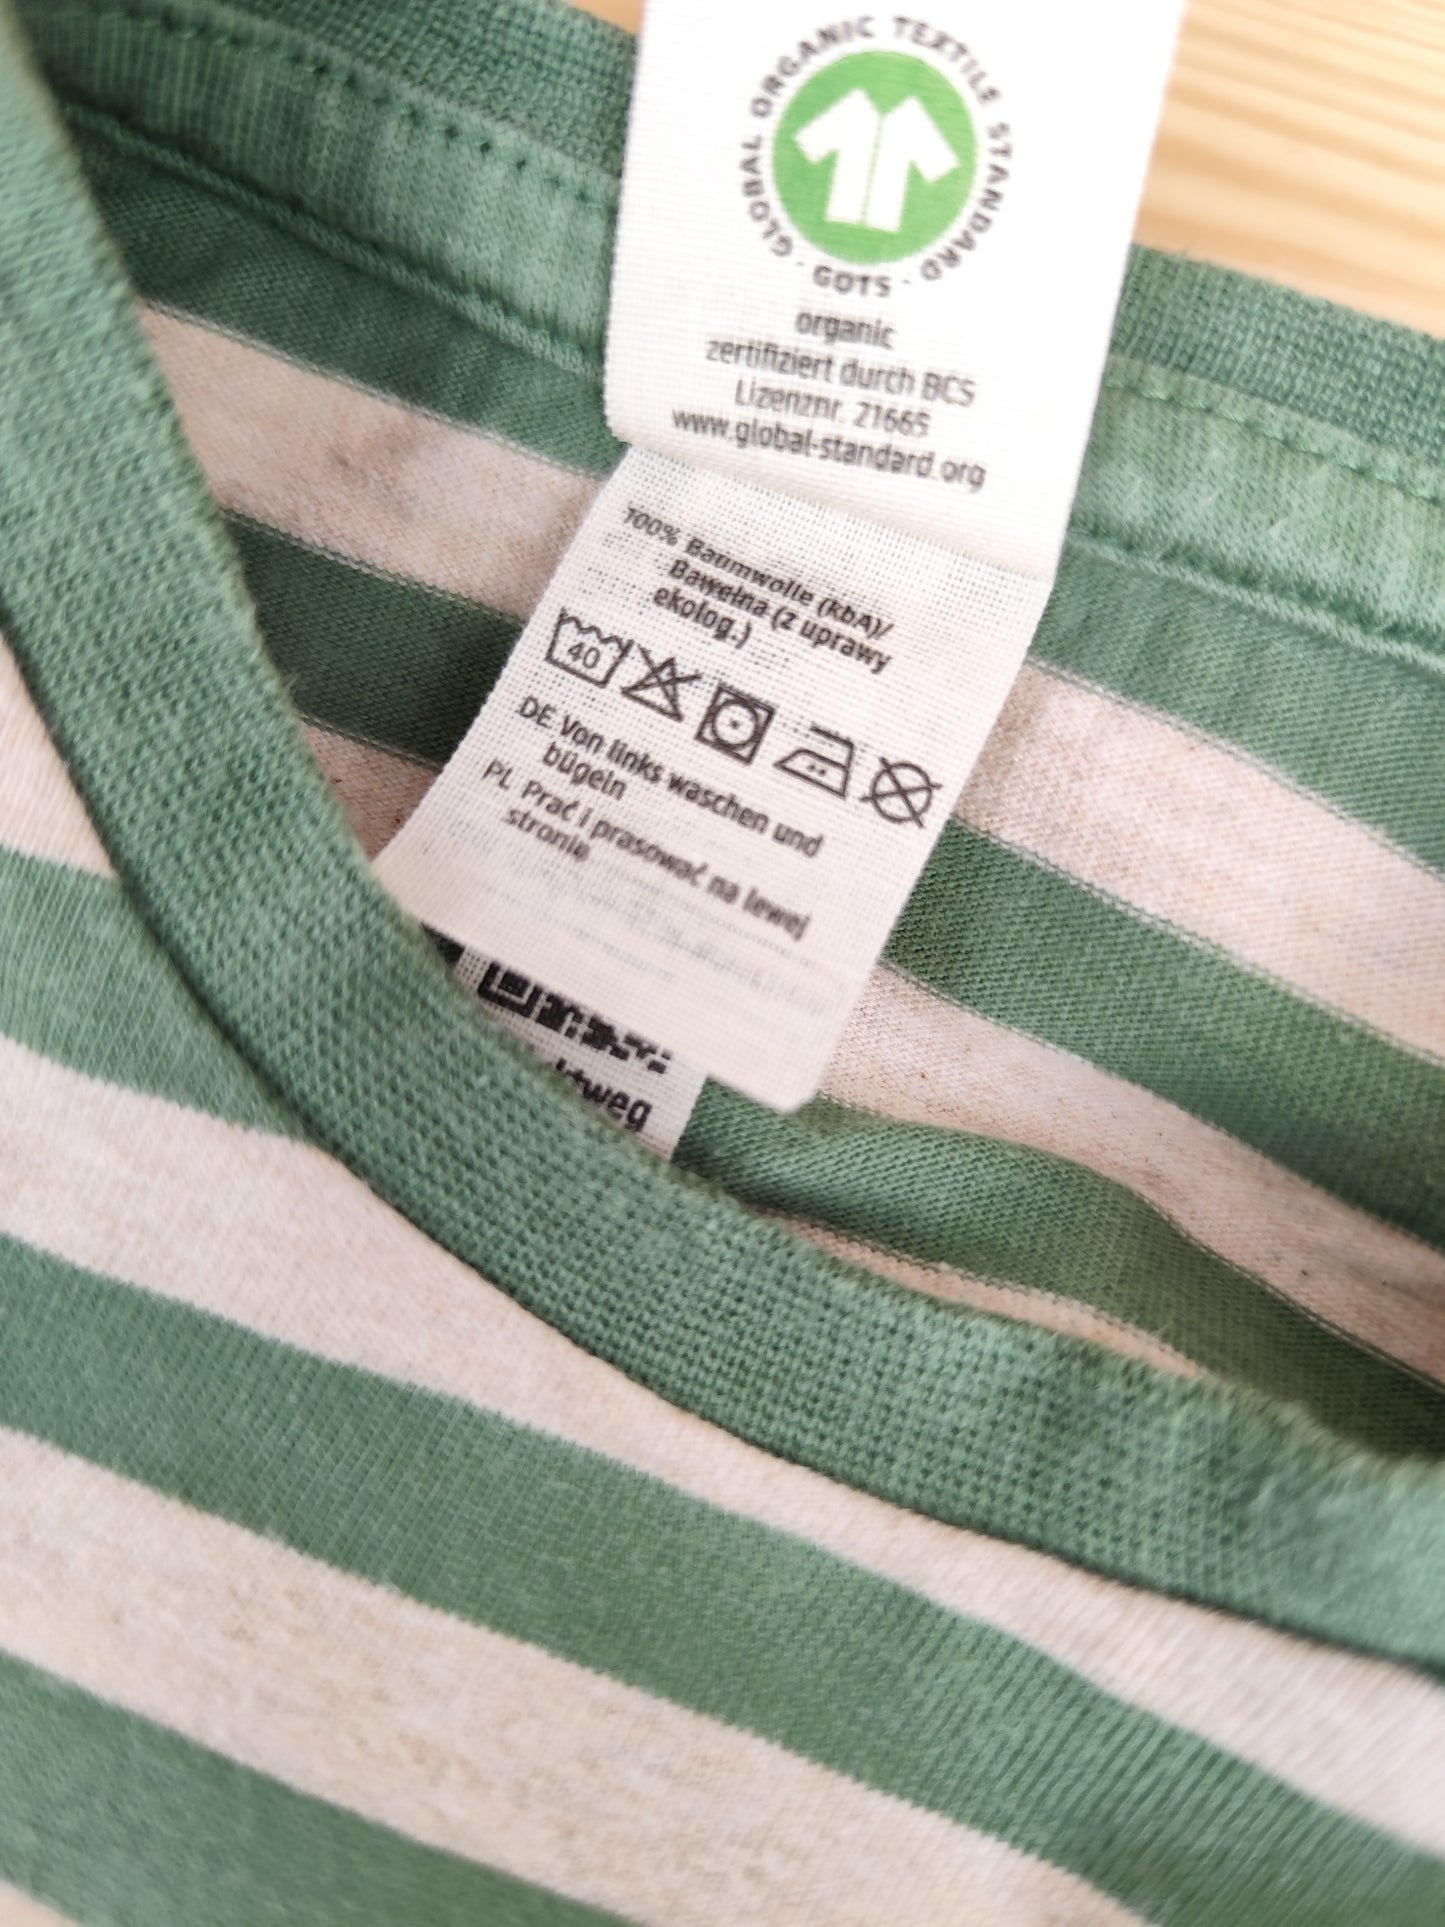 GLOBAL ORGANIC TEXTILE STANDARD · GOTS ·
organic
zertifiziert durch BCS
Lizenznr. 21665
www.global-standard.org
100% Baumwolle (kbA)/
Bawełna (z uprawy
ekolog.)
40
DE Von links waschen und
bügeln
PL Prać i prasować na lewej
stronie